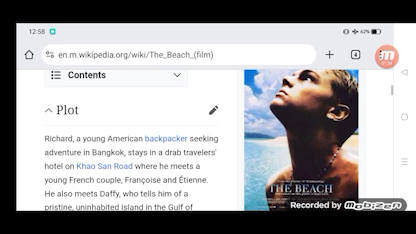 12:58
62%
en.m.wikipedia.org/wiki/The_Beach_(film)
4
Contents
Plot
Richard, a young American backpacker seeking
adventure in Bangkok, stays in a drab travelers'
hotel on Khao San Road where he meets a
young French couple, Françoise and Étienne.
He also meets Daffy, who tells him of a
pristine, uninhabited island in the Gulf of
THE BEACH
Recorded by mobizen